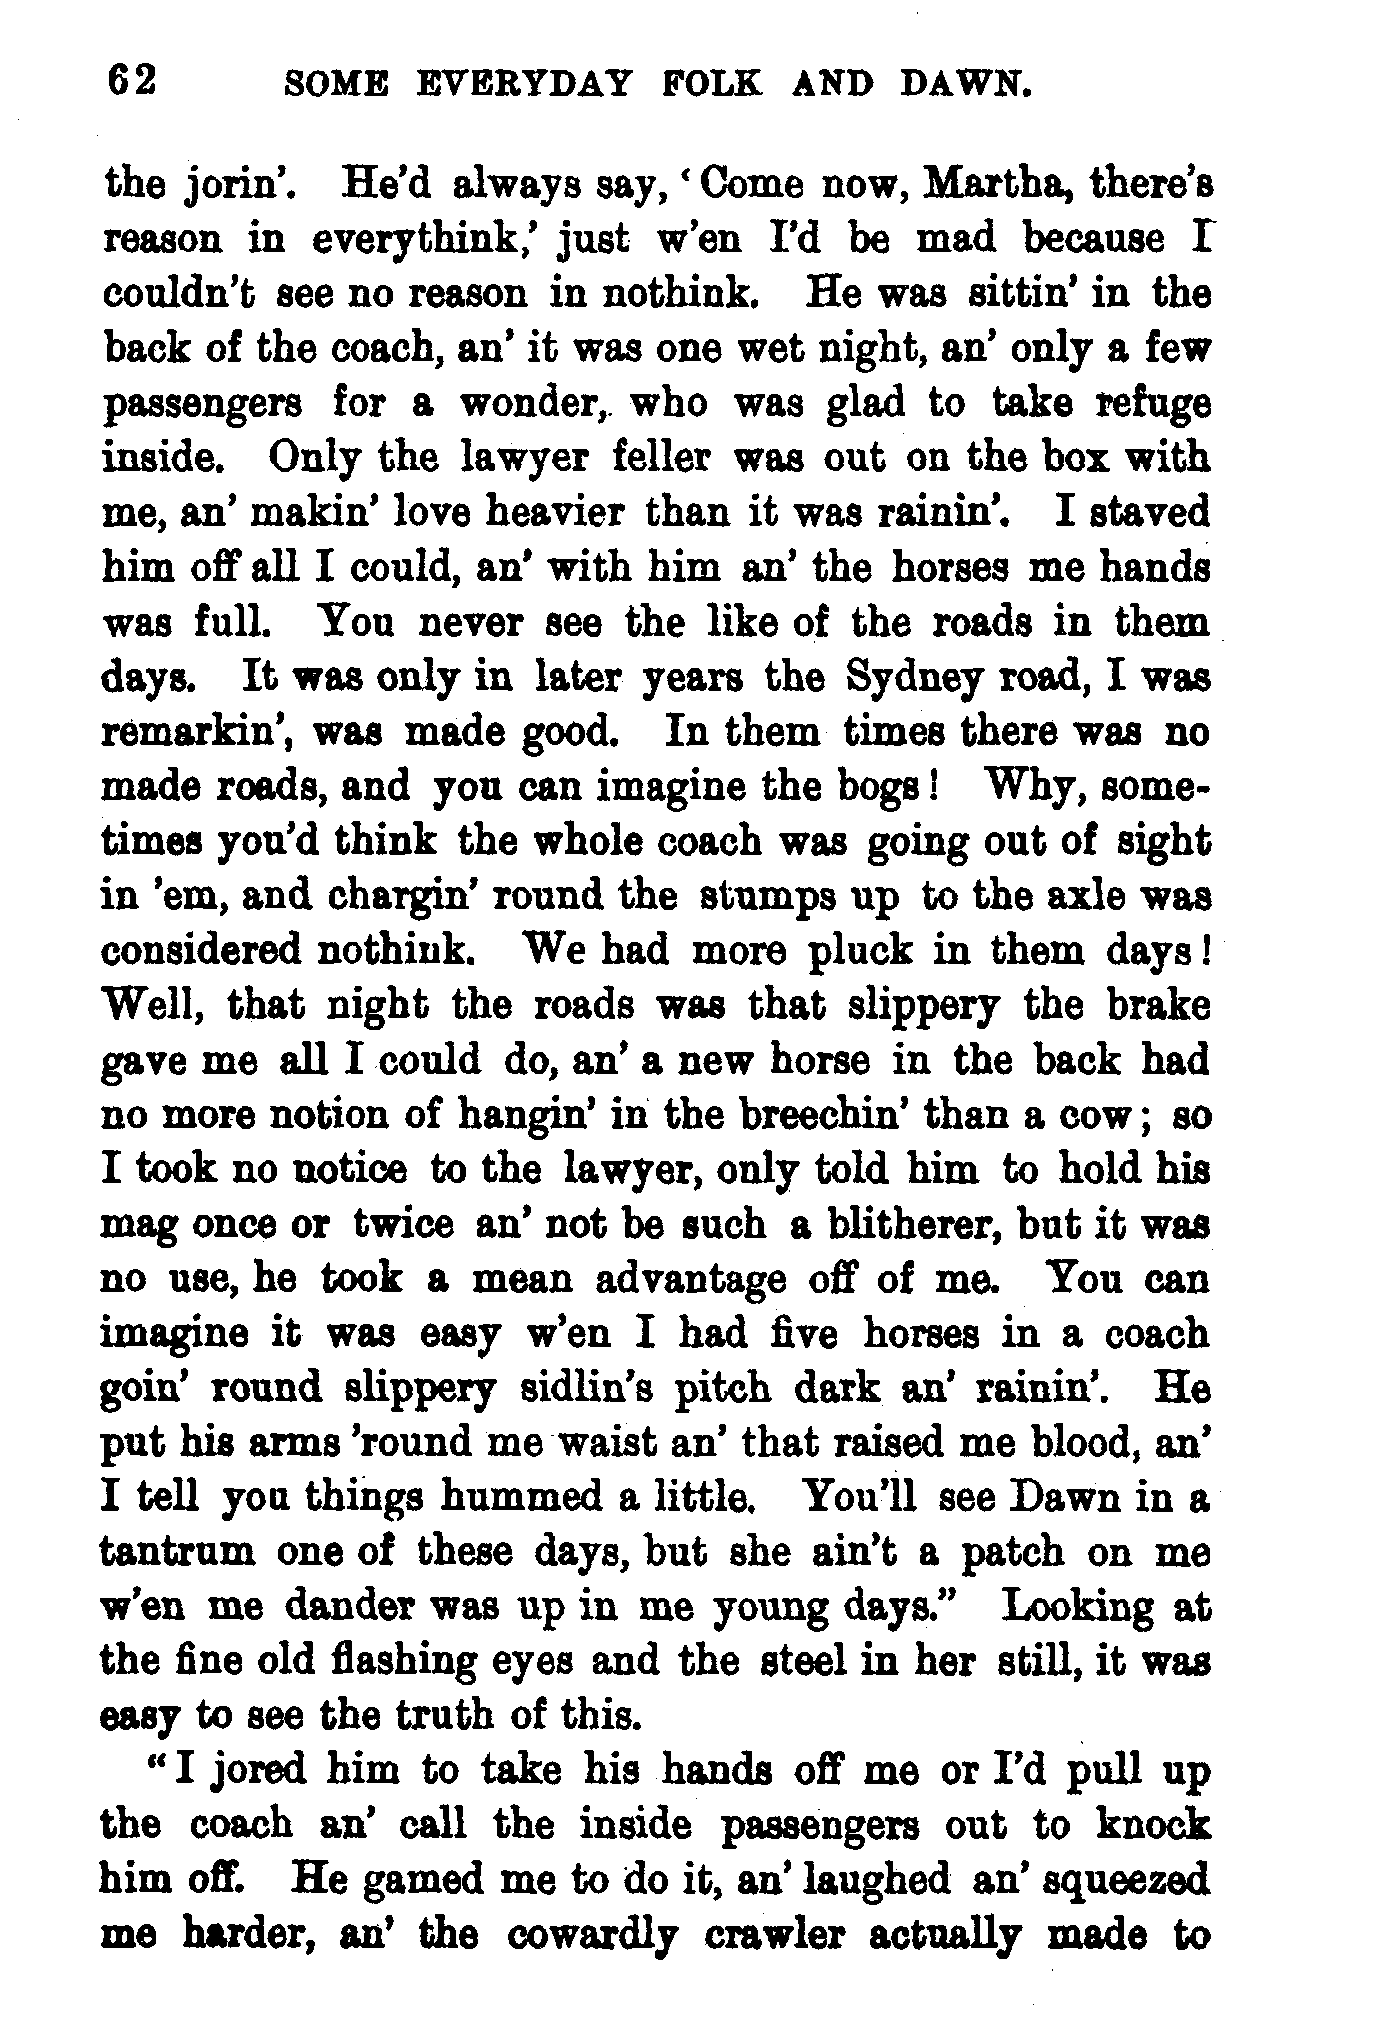 62 SOME EVERYDAY FOLK AND DAWN.
the jorin'. He'd always say, ‘Come now, Martha, there's
reason in everythink,’ just w'en I'd be mad because I
couldn't see no reason in nothink. He was sittin' in the
back of the coach, an' it was one wet night, an' only a few
passengers for a wonder, who was glad to take refuge
inside. Only the lawyer feller was out on the box with
me, an' makin' love heavier than it was rainin'. I staved
him off all I could, an' with him an' the horses me hands
was full. You never see the like of the roads in them
days. It was only in later years the Sydney road, I was
remarkin', was made good. In them times there was no
made roads, and you can imagine the bogs! Why, some-
times you'd think the whole coach was going out of sight
in 'em, and chargin' round the stumps up to the axle was
considered nothink. We had more pluck in them days!
Well, that night the roads was that slippery the brake
gave me all I could do, an' a new horse in the back had
no more notion of hangin' in the breechin' than a cow; so
I took no notice to the lawyer, only told him to hold his
mag once or twice an' not be such a blitherer, but it was
no use, he took a mean advantage off of me. You can
imagine it was easy w'en I had five horses in a coach
goin' round slippery sidlin's pitch dark an' rainin'. He
put his arms 'round me waist an' that raised me blood, an'
I tell you things hummed a little. You'll see Dawn in a
tantrum one of these days, but she ain't a patch on me
w'en me dander was up in me young days.” Looking at
the fine old flashing eyes and the steel in her still, it was
easy to see the truth of this.
“I jored him to take his hands off me or I'd pull up
the coach an' call the inside passengers out to knock
him off. He gamed me to do it, an' laughed an' squeezed
me harder, an' the cowardly crawler actually made to